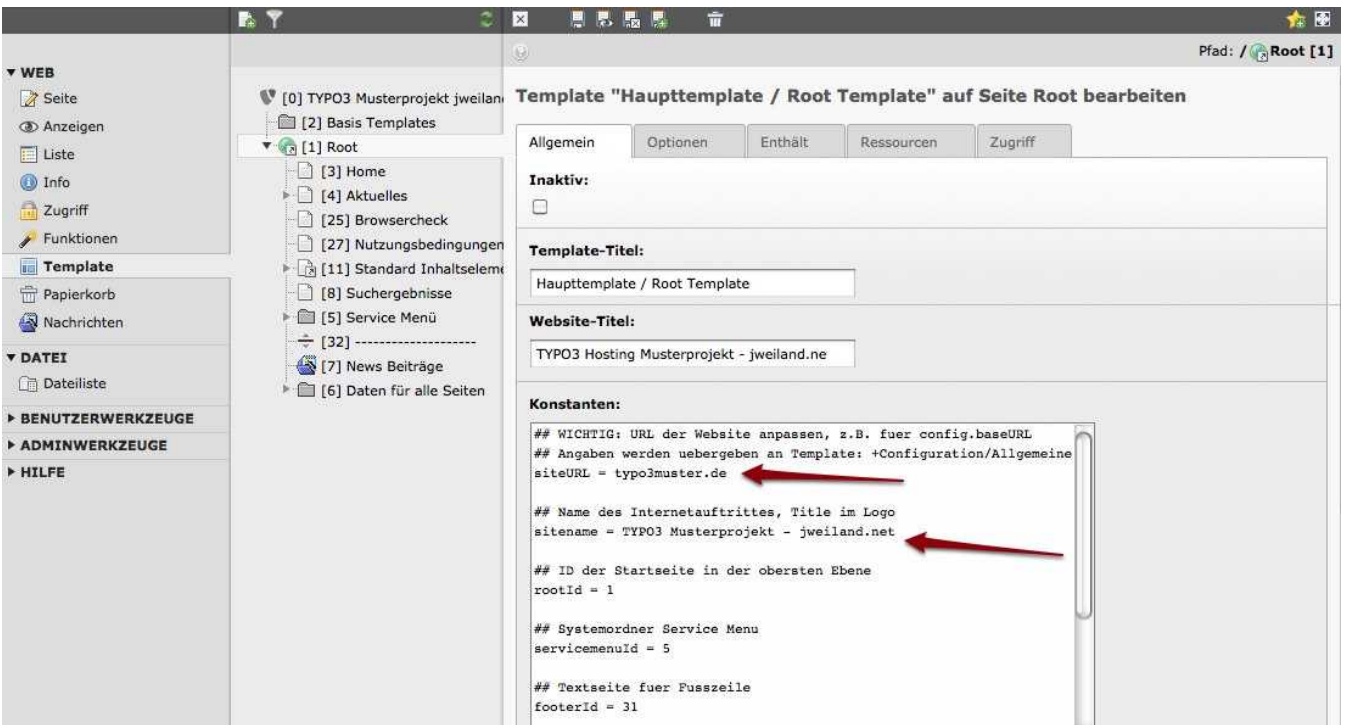 Pfad: / Root [1]
▼ WEB
Seite
Anzeigen
Liste
Info
Zugriff
Funktionen
Template
Papierkorb
Nachrichten
▼ DATEI
Dateiliste
▶ BENUTZERWERKZEUGE
▶ ADMINWERKZEUGE
▶ HILFE
[0] TYPO3 Musterprojekt jweilan
[2] Basis Templates
[1] Root
[3] Home
[4] Aktuelles
[25] Browsercheck
[27] Nutzungsbedingungen
[11] Standard Inhaltseleme
[8] Suchergebnisse
[5] Service Menü
[32] --------------------
[7] News Beiträge
[6] Daten für alle Seiten
Template "Haupttemplate / Root Template" auf Seite Root bearbeiten
Allgemein Optionen Enthält Ressourcen Zugriff
Inaktiv:
Template-Titel:
Haupttemplate / Root Template
Website-Titel:
TYPO3 Hosting Musterprojekt - jweiland.ne
Konstanten:
## WICHTIG: URL der Website anpassen, z.B. fuer config.baseURL
## Angaben werden uebergeben an Template: +Configuration/Allgemeine
siteURL = typo3muster.de
## Name des Internetauftrittes, Title im Logo
sitename = TYPO3 Musterprojekt - jweiland.net
## ID der Startseite in der obersten Ebene
rootId = 1
## Systemordner Service Menu
servicemenuId = 5
## Textseite fuer Fusszeile
footerId = 31